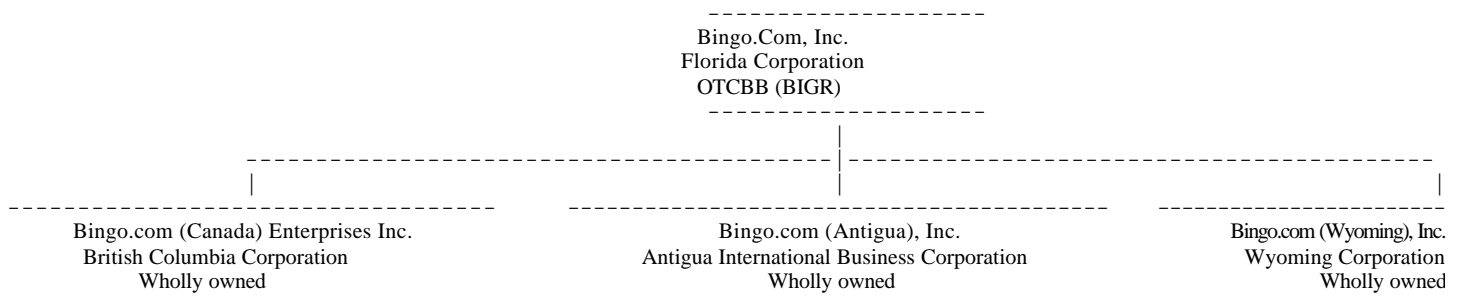 Bingo.Com, Inc.
Florida Corporation
OTCBB (BIGR)
Bingo.com (Canada) Enterprises Inc.
British Columbia Corporation
Wholly owned
Bingo.com (Antigua), Inc.
Antigua International Business Corporation
Wholly owned
Bingo.com (Wyoming), Inc.
Wyoming Corporation
Wholly owned